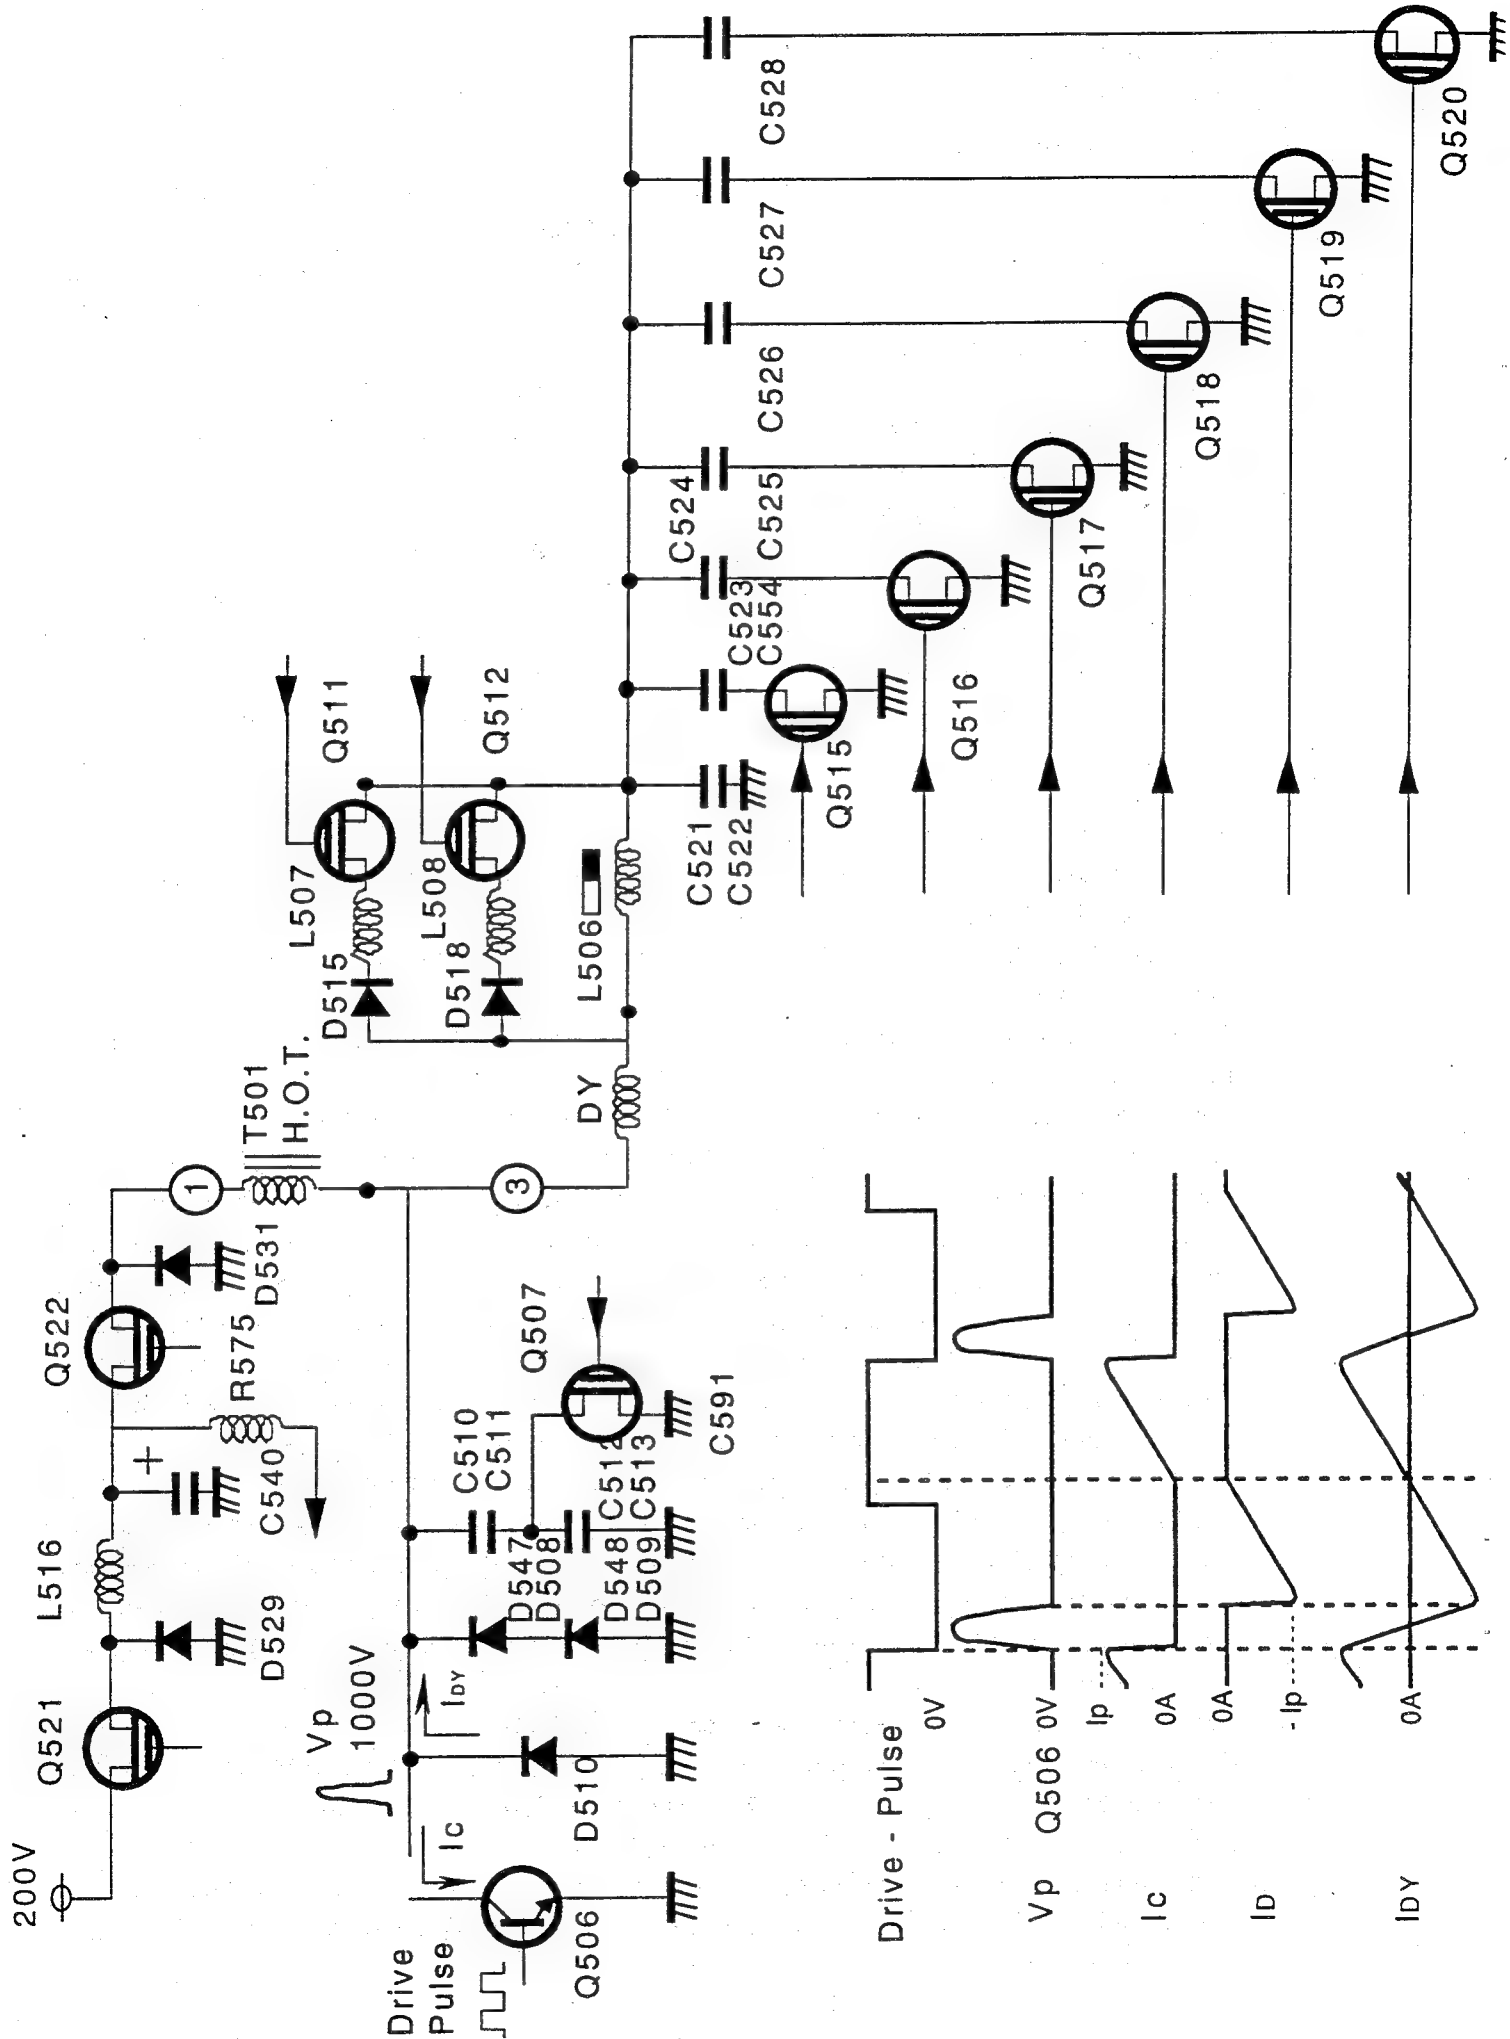 200V
Q521
D529
L516
C540
+
R575
Q522
D531
1
T501
H.O.T.
3
Drive
Pulse
Q506
Ic
Vp
1000V
IDY
D510
D547
D508
D548
D509
C510
C511
C512
C513
Q507
C591
DY
D515
L507
Q511
D518
L508
Q512
L506
C521
C522
C523
C554
C524
C525
C526
C527
C528
Q515
Q516
Q517
Q518
Q519
Q520
Drive - Pulse
0V
Vp
Q506 0V
Ic
Ip
0A
ID
0A
- Ip
IDY
0A